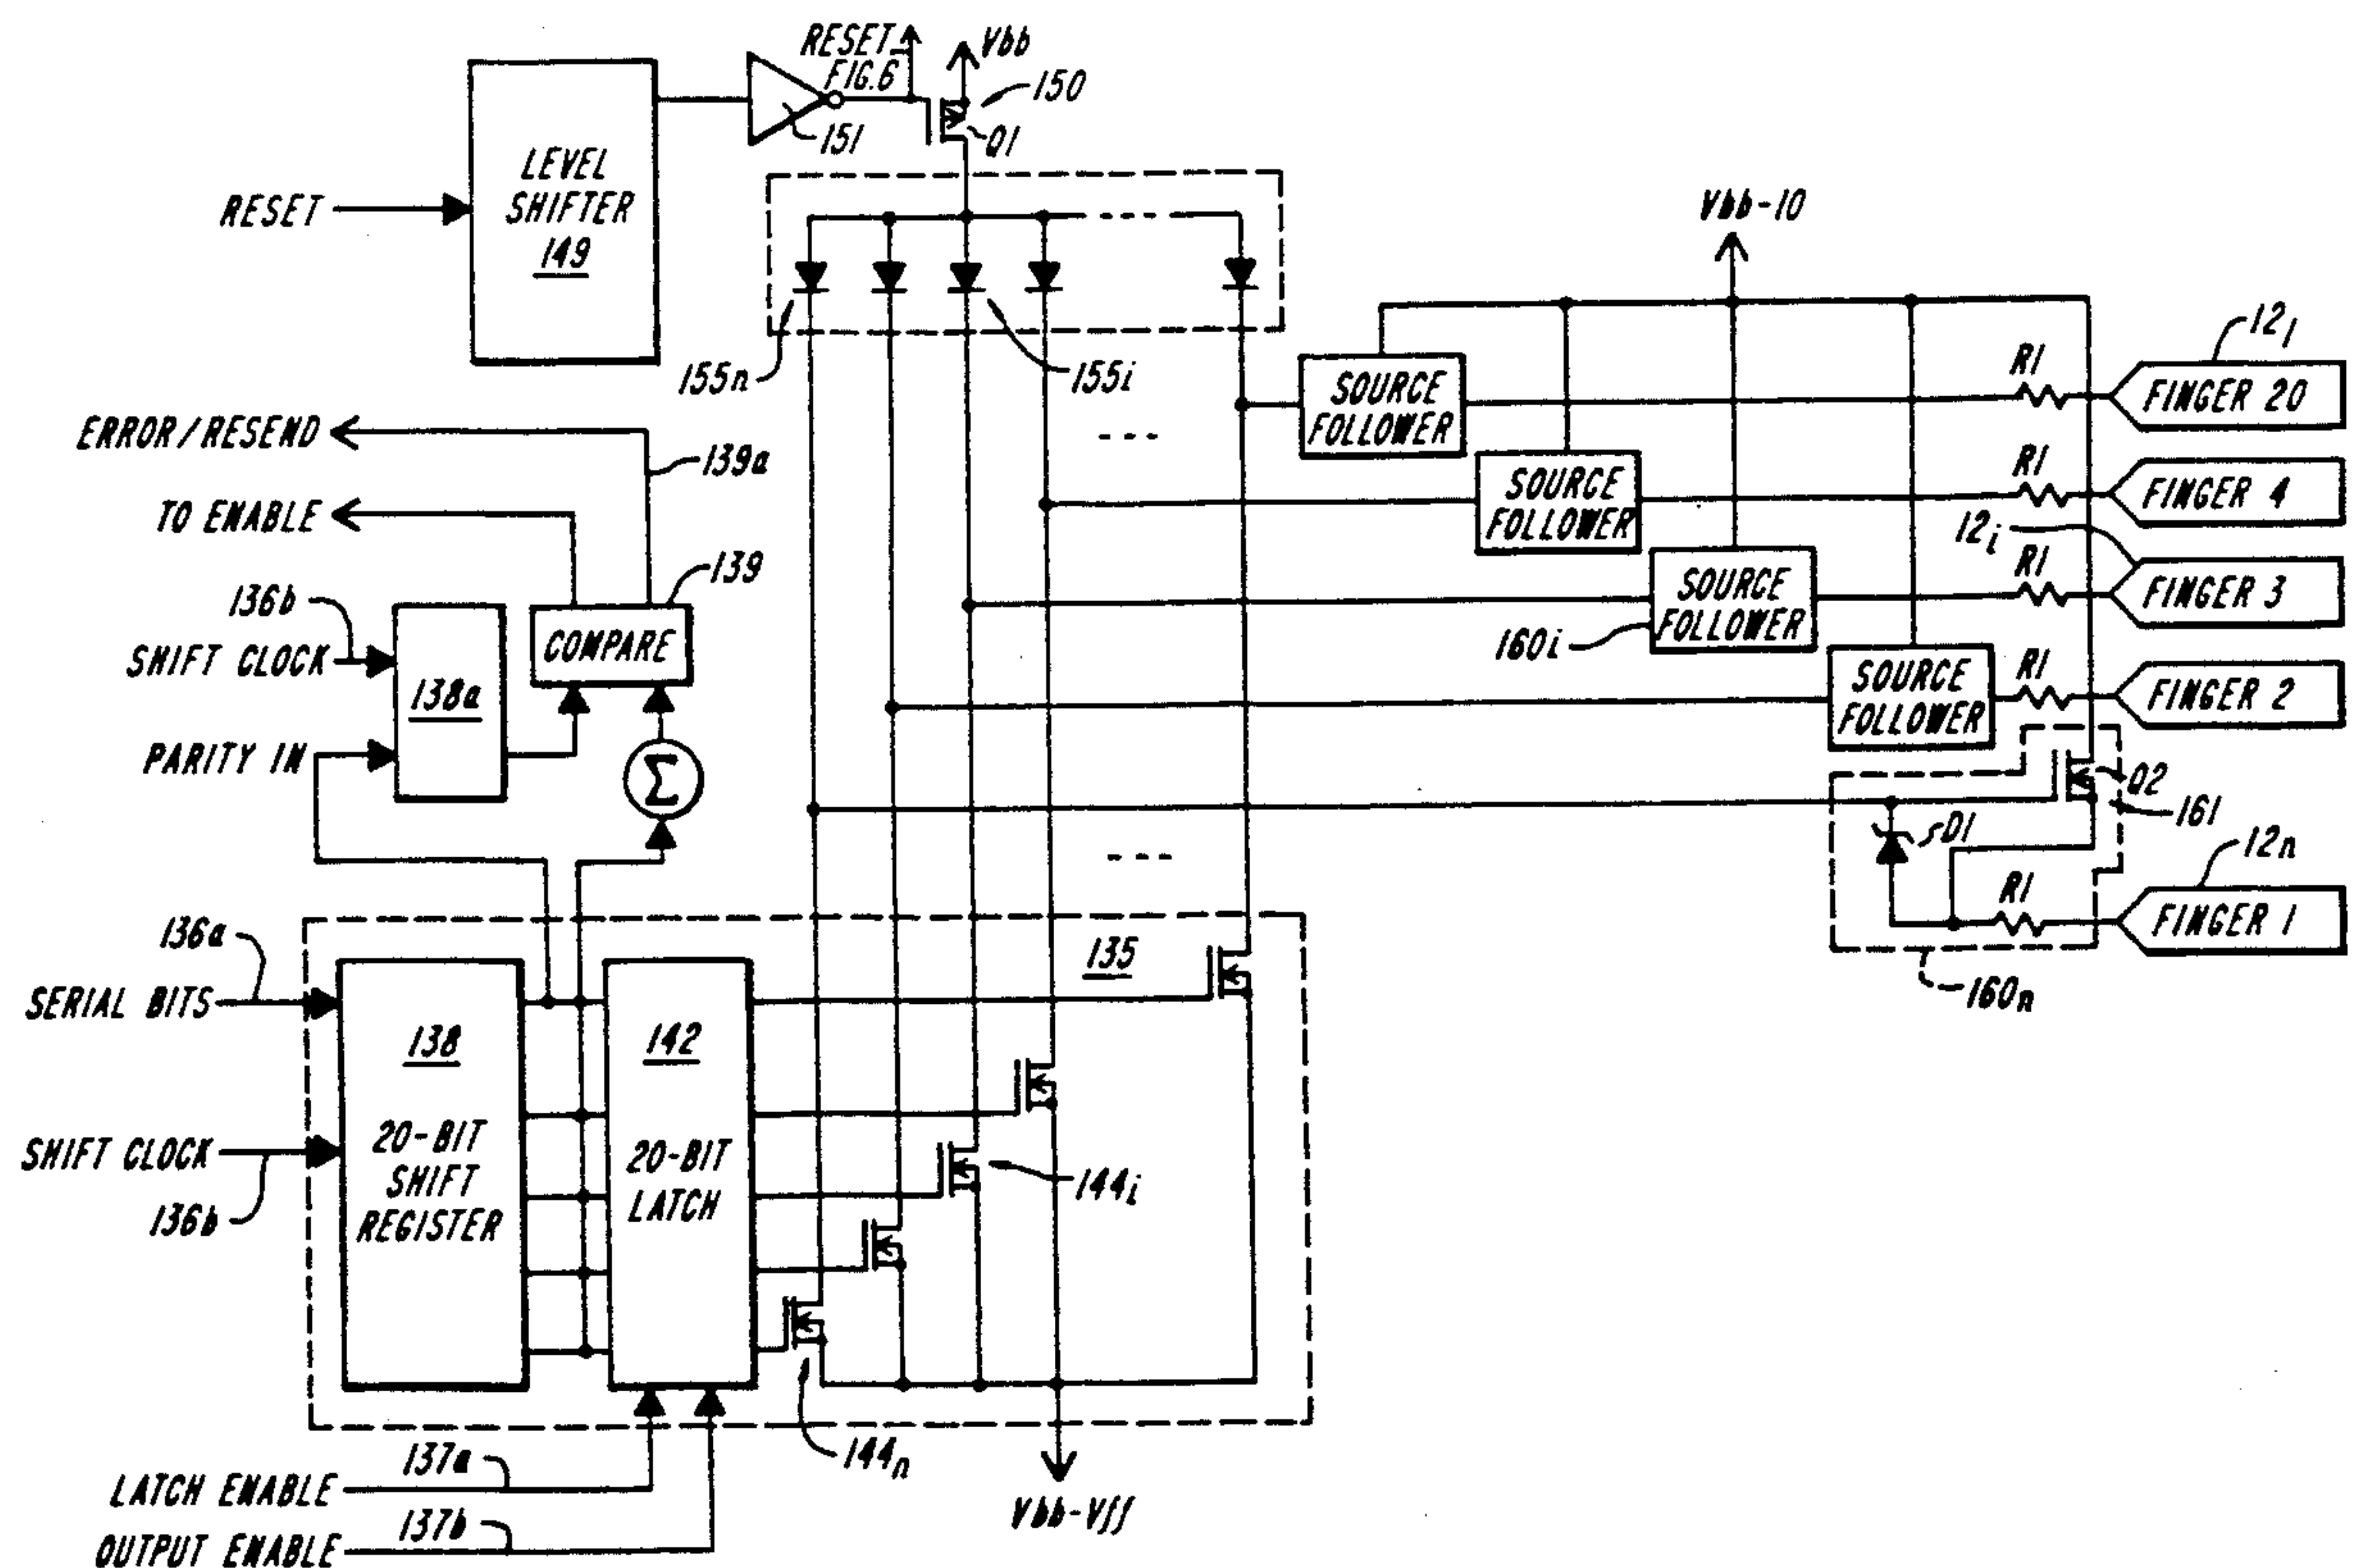 RESET
FIG.6
Vbb
150
Q1
151
LEVEL
SHIFTER
149
RESET
155n
155i
Vbb-10
SOURCE
FOLLOWER
R1
12₁
FINGER 20
SOURCE
FOLLOWER
R1
FINGER 4
12i
SOURCE
FOLLOWER
160i
R1
FINGER 3
SOURCE
FOLLOWER
R1
FINGER 2
Q2
161
D1
12n
R1
FINGER 1
160n
ERROR/RESEND
139a
TO ENABLE
139
COMPARE
136b
SHIFT CLOCK
138a
PARITY IN
Σ
136a
SERIAL BITS
SHIFT CLOCK
136b
138
20-BIT
SHIFT
REGISTER
142
20-BIT
LATCH
135
144i
144n
LATCH ENABLE
137a
OUTPUT ENABLE
137b
Vbb-Vff